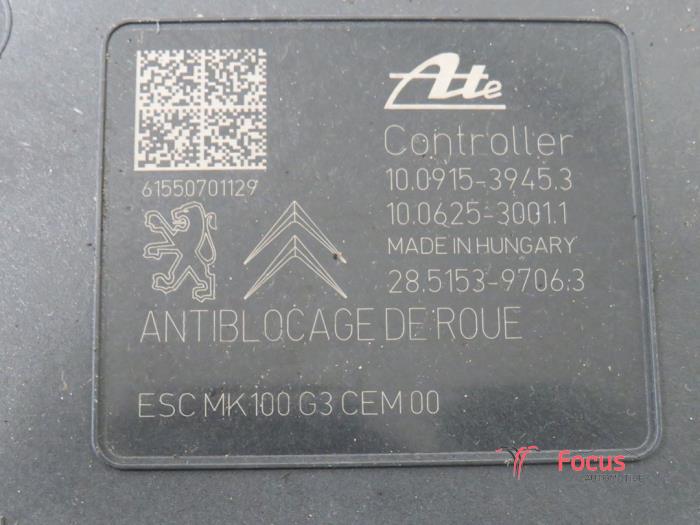 Ate
Controller
61550701129
10.0915-3945.3
10.0625-3001.1
MADE IN HUNGARY
28.5153-9706.3
ANTIBLOCAGE DE ROUE
ESC MK100 G3 CEM 00
Focus
AUTOMOTIVE